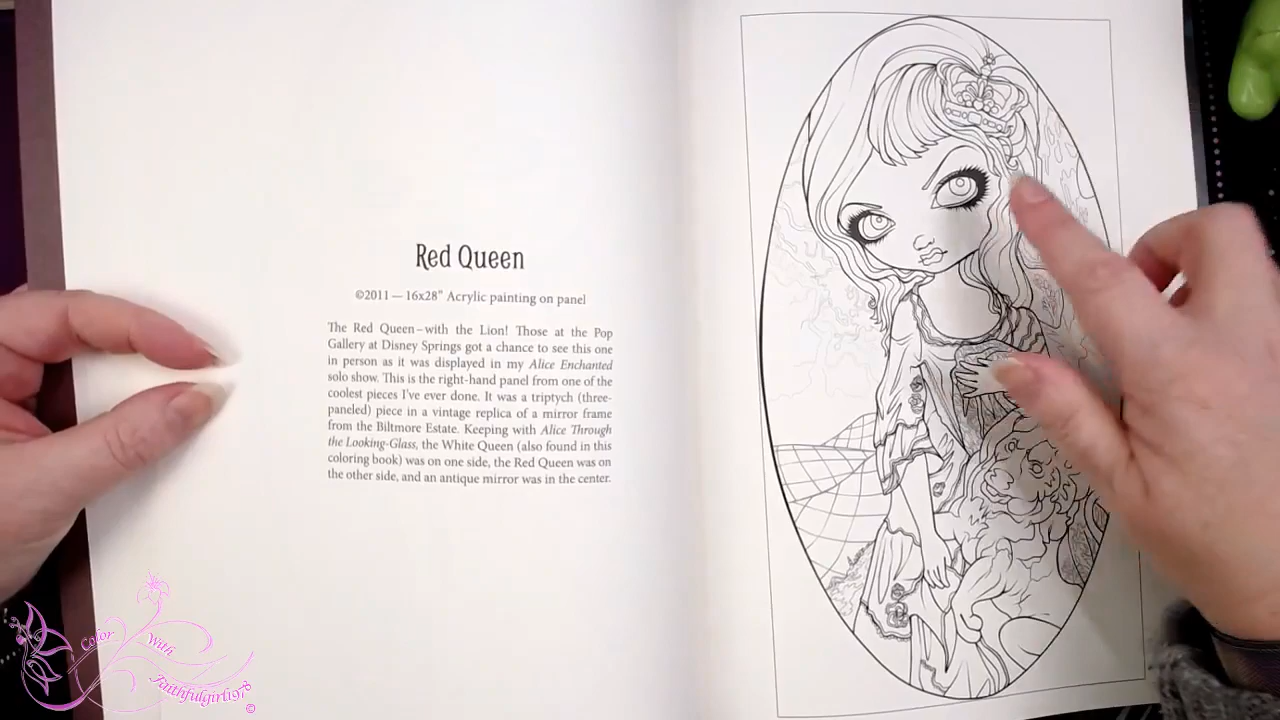 Red Queen
©2011 — 16x28" Acrylic painting on panel
The Red Queen–with the Lion! Those at the Pop
Gallery at Disney Springs got a chance to see this one
in person as it was displayed in my Alice Enchanted
solo show. This is the right-hand panel from one of the
coolest pieces I've ever done. It was a triptych (three-
paneled) piece in a vintage replica of a mirror frame
from the Biltmore Estate. Keeping with Alice Through
the Looking-Glass, the White Queen (also found in this
coloring book) was on one side, the Red Queen was on
the other side, and an antique mirror was in the center.
Color With
Faithfulgirl1978
©